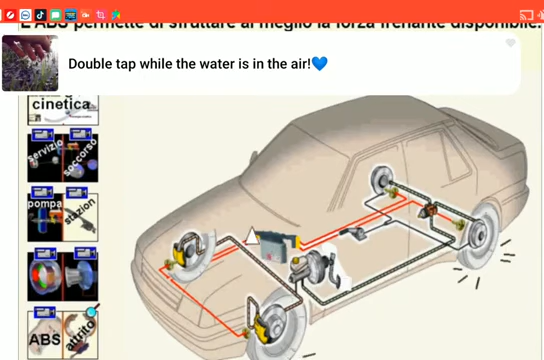 L'ABS permette di sfruttare al meglio la forza frenante disponibile.
Double tap while the water is in the air!💙
cinetica
servizio
soccorso
pompa
stazion
ABS
attrito